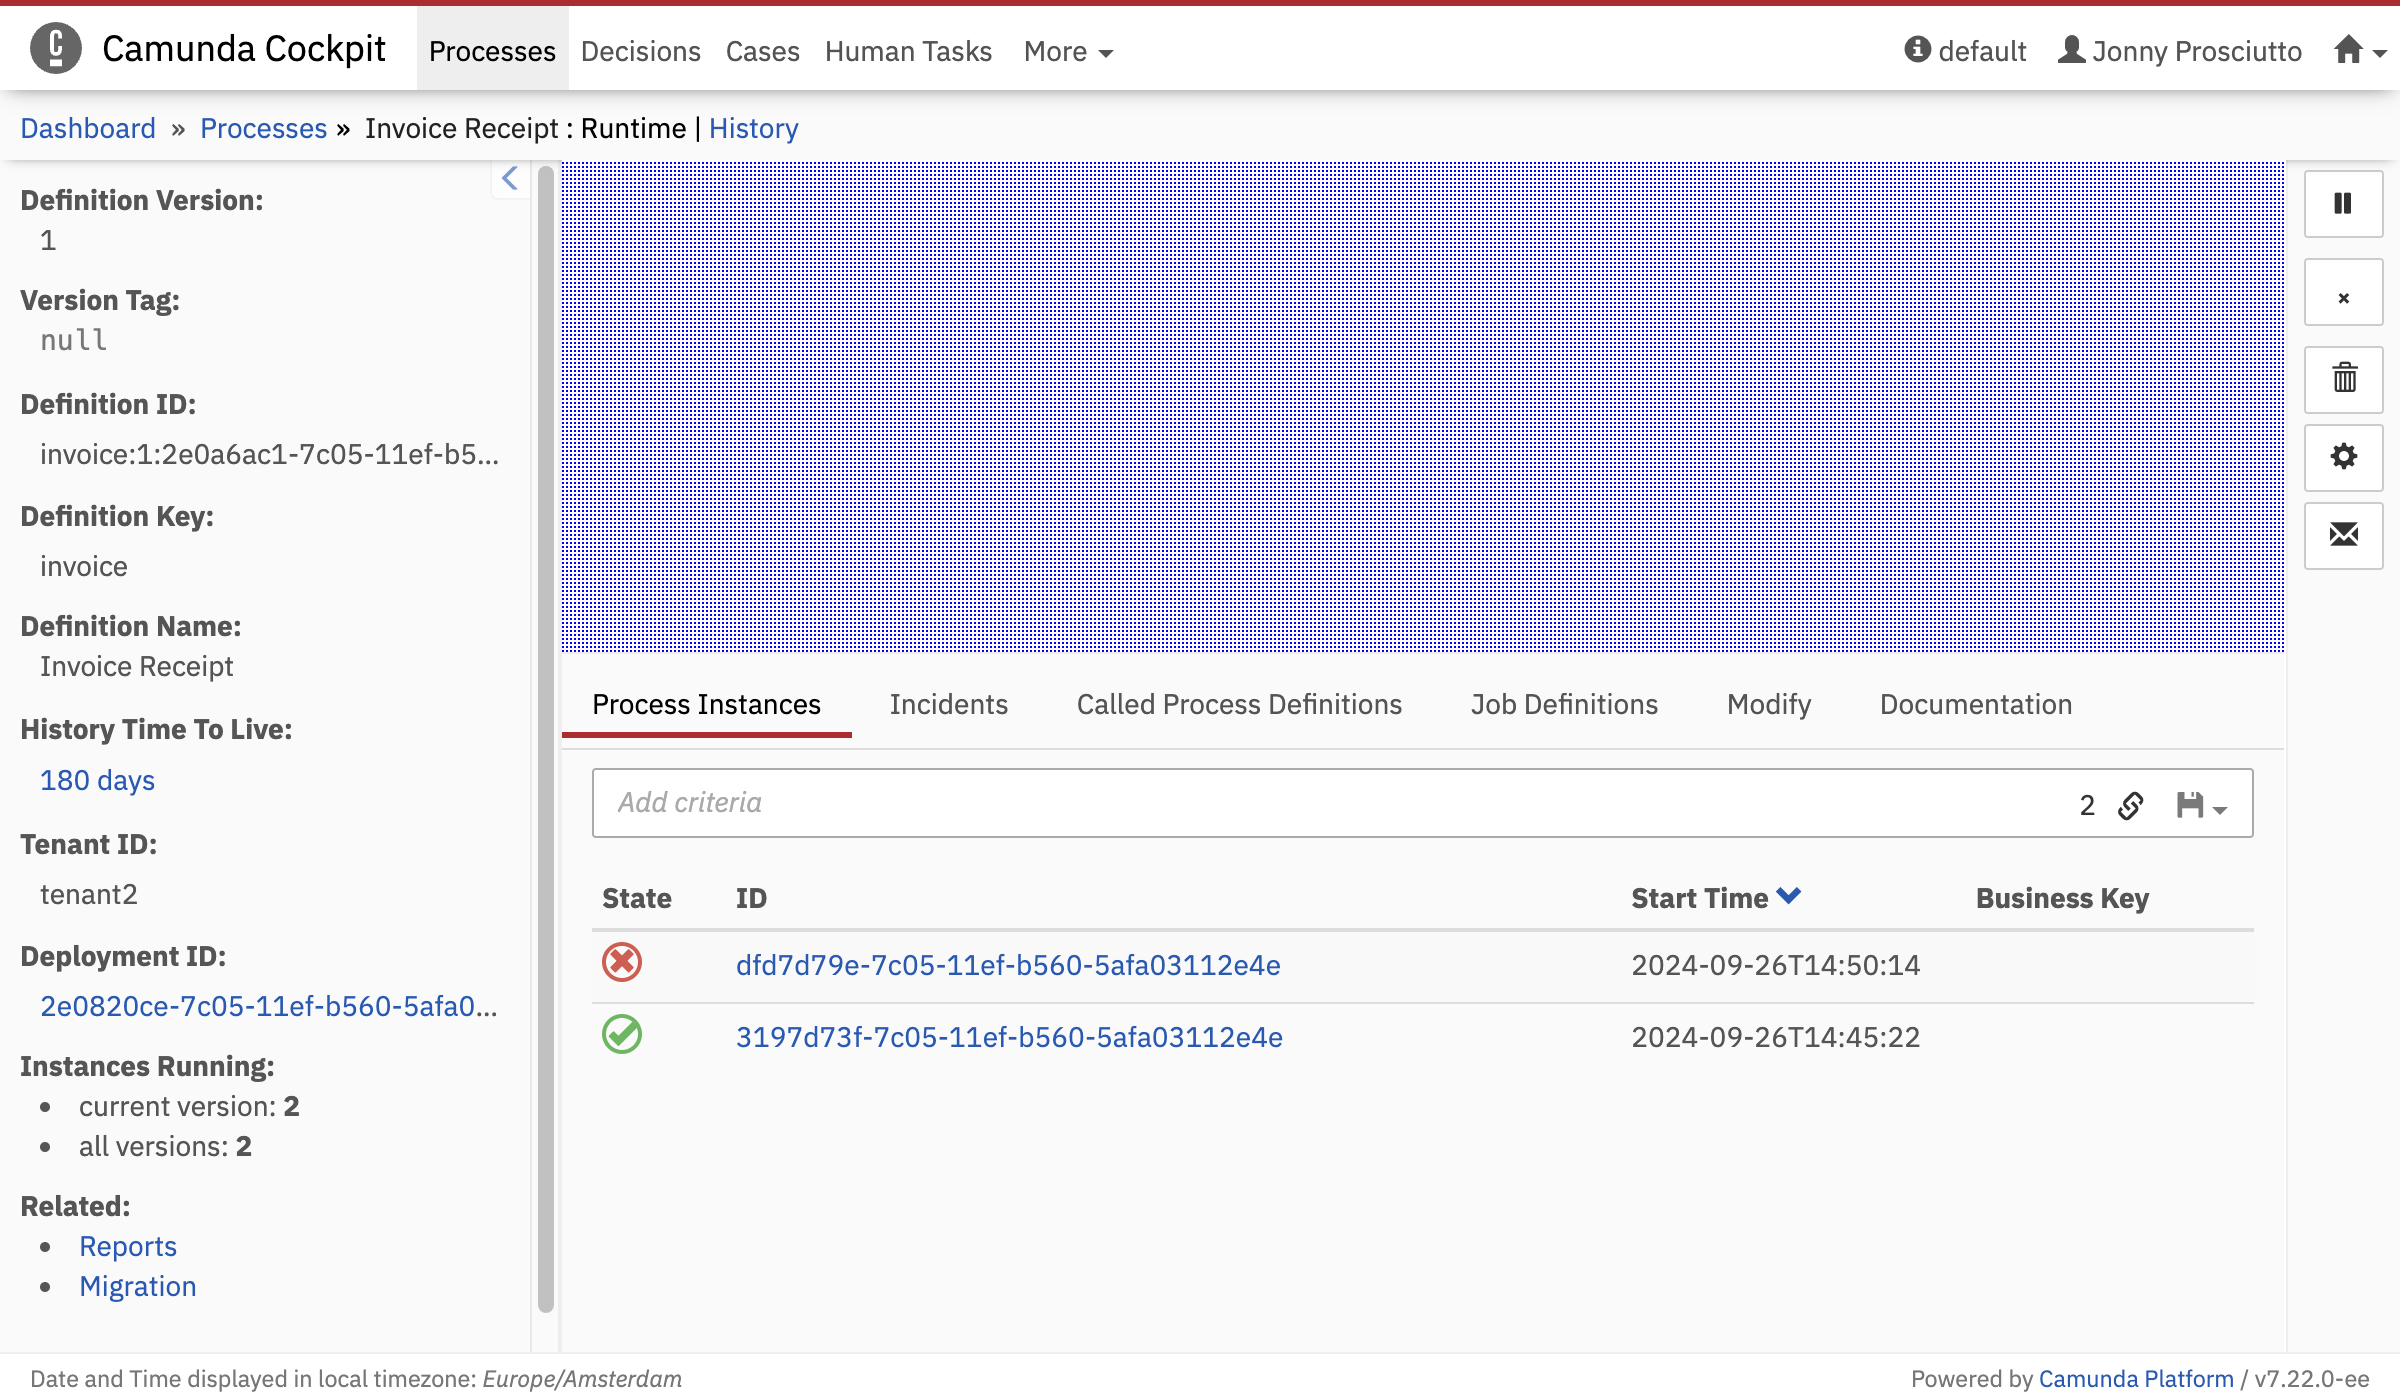 Camunda Cockpit Processes Decisions Cases Human Tasks More default Jonny Prosciutto
Dashboard » Processes » Invoice Receipt : Runtime | History
Definition Version:
1
Version Tag:
null
Definition ID:
invoice:1:2e0a6ac1-7c05-11ef-b5...
Definition Key:
invoice
Definition Name:
Invoice Receipt
History Time To Live:
180 days
Tenant ID:
tenant2
Deployment ID:
2e0820ce-7c05-11ef-b560-5afa0...
Instances Running:
• current version: 2
• all versions: 2
Related:
• Reports
• Migration
Process Instances Incidents Called Process Definitions Job Definitions Modify Documentation
Add criteria 2
State ID Start Time Business Key
dfd7d79e-7c05-11ef-b560-5afa03112e4e 2024-09-26T14:50:14
3197d73f-7c05-11ef-b560-5afa03112e4e 2024-09-26T14:45:22
Date and Time displayed in local timezone: Europe/Amsterdam
Powered by Camunda Platform / v7.22.0-ee